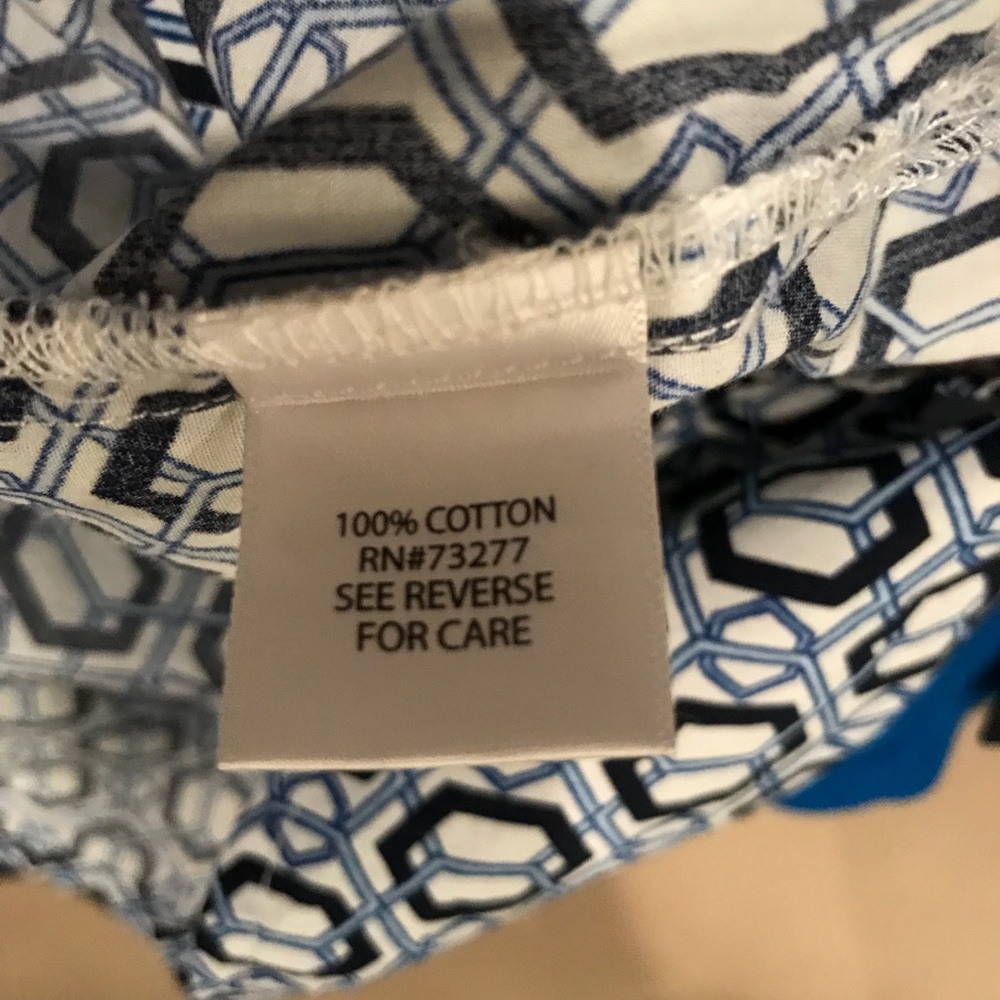 100% COTTON
RN#73277
SEE REVERSE
FOR CARE